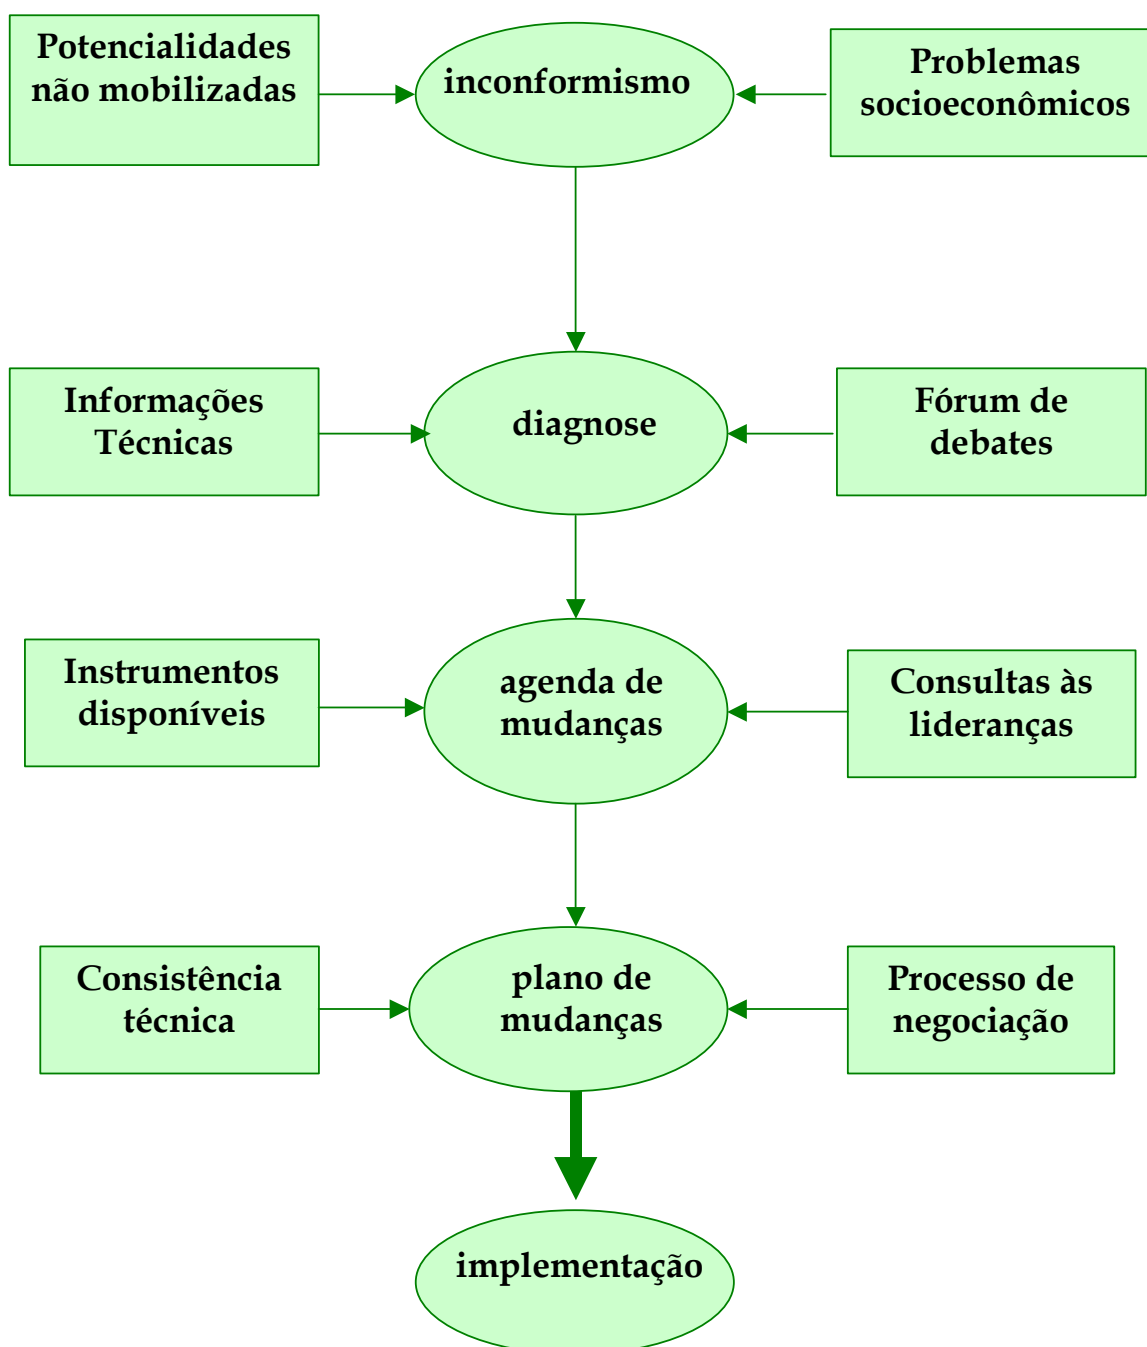 Potencialidades
não mobilizadas
inconformismo
Problemas
socioeconômicos
Informações
Técnicas
diagnose
Fórum de
debates
Instrumentos
disponíveis
agenda de
mudanças
Consultas às
lideranças
Consistência
técnica
plano de
mudanças
Processo de
negociação
implementação